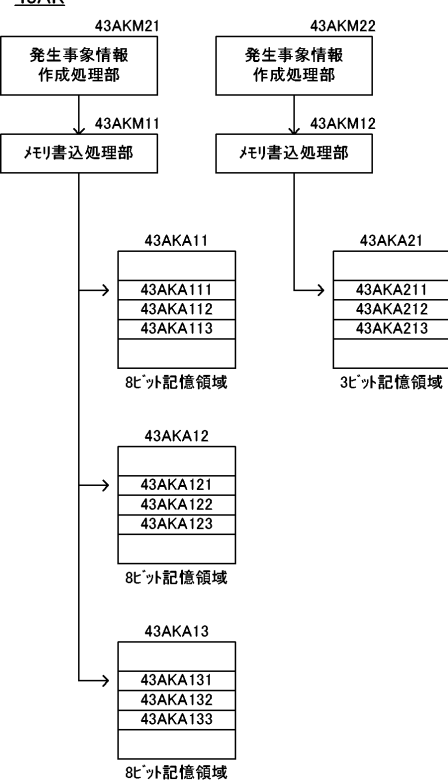 43AK
43AKM21
発生事象情報
作成処理部
43AKM22
発生事象情報
作成処理部
43AKM11
メモリ書込処理部
43AKM12
メモリ書込処理部
43AKA11
43AKA111
43AKA112
43AKA113
8ビット記憶領域
43AKA21
43AKA211
43AKA212
43AKA213
3ビット記憶領域
43AKA12
43AKA121
43AKA122
43AKA123
8ビット記憶領域
43AKA13
43AKA131
43AKA132
43AKA133
8ビット記憶領域